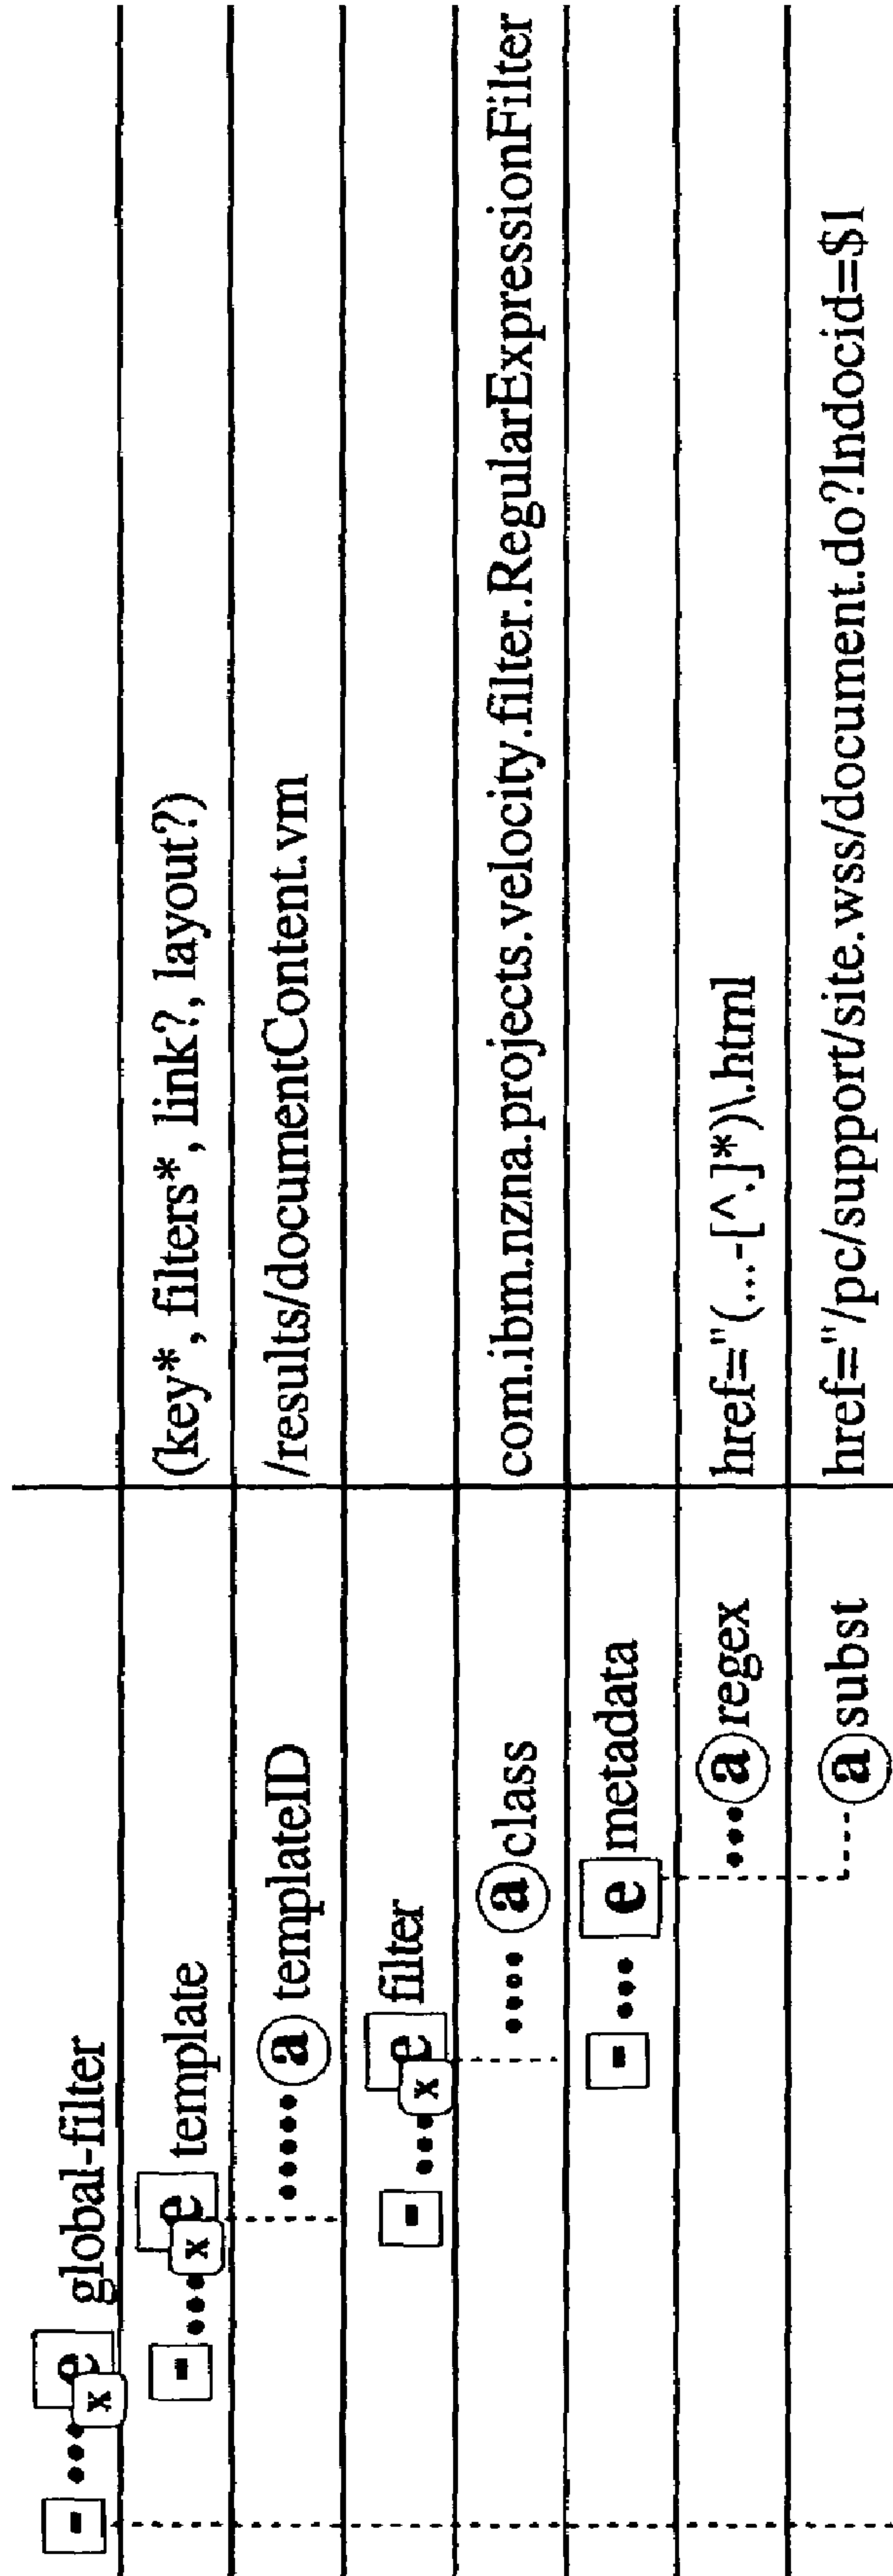 - e x global-filter
- e x template (key*, filters*, link?, layout?)
a templateID /results/documentContent.vm
- e x filter
a class com.ibm.nzna.projects.velocity.filter.RegularExpressionFilter
- e metadata
a regex href="(...-[^.]*)\.html
a subst href="/pc/support/site.wss/document.do?lndocid=$1